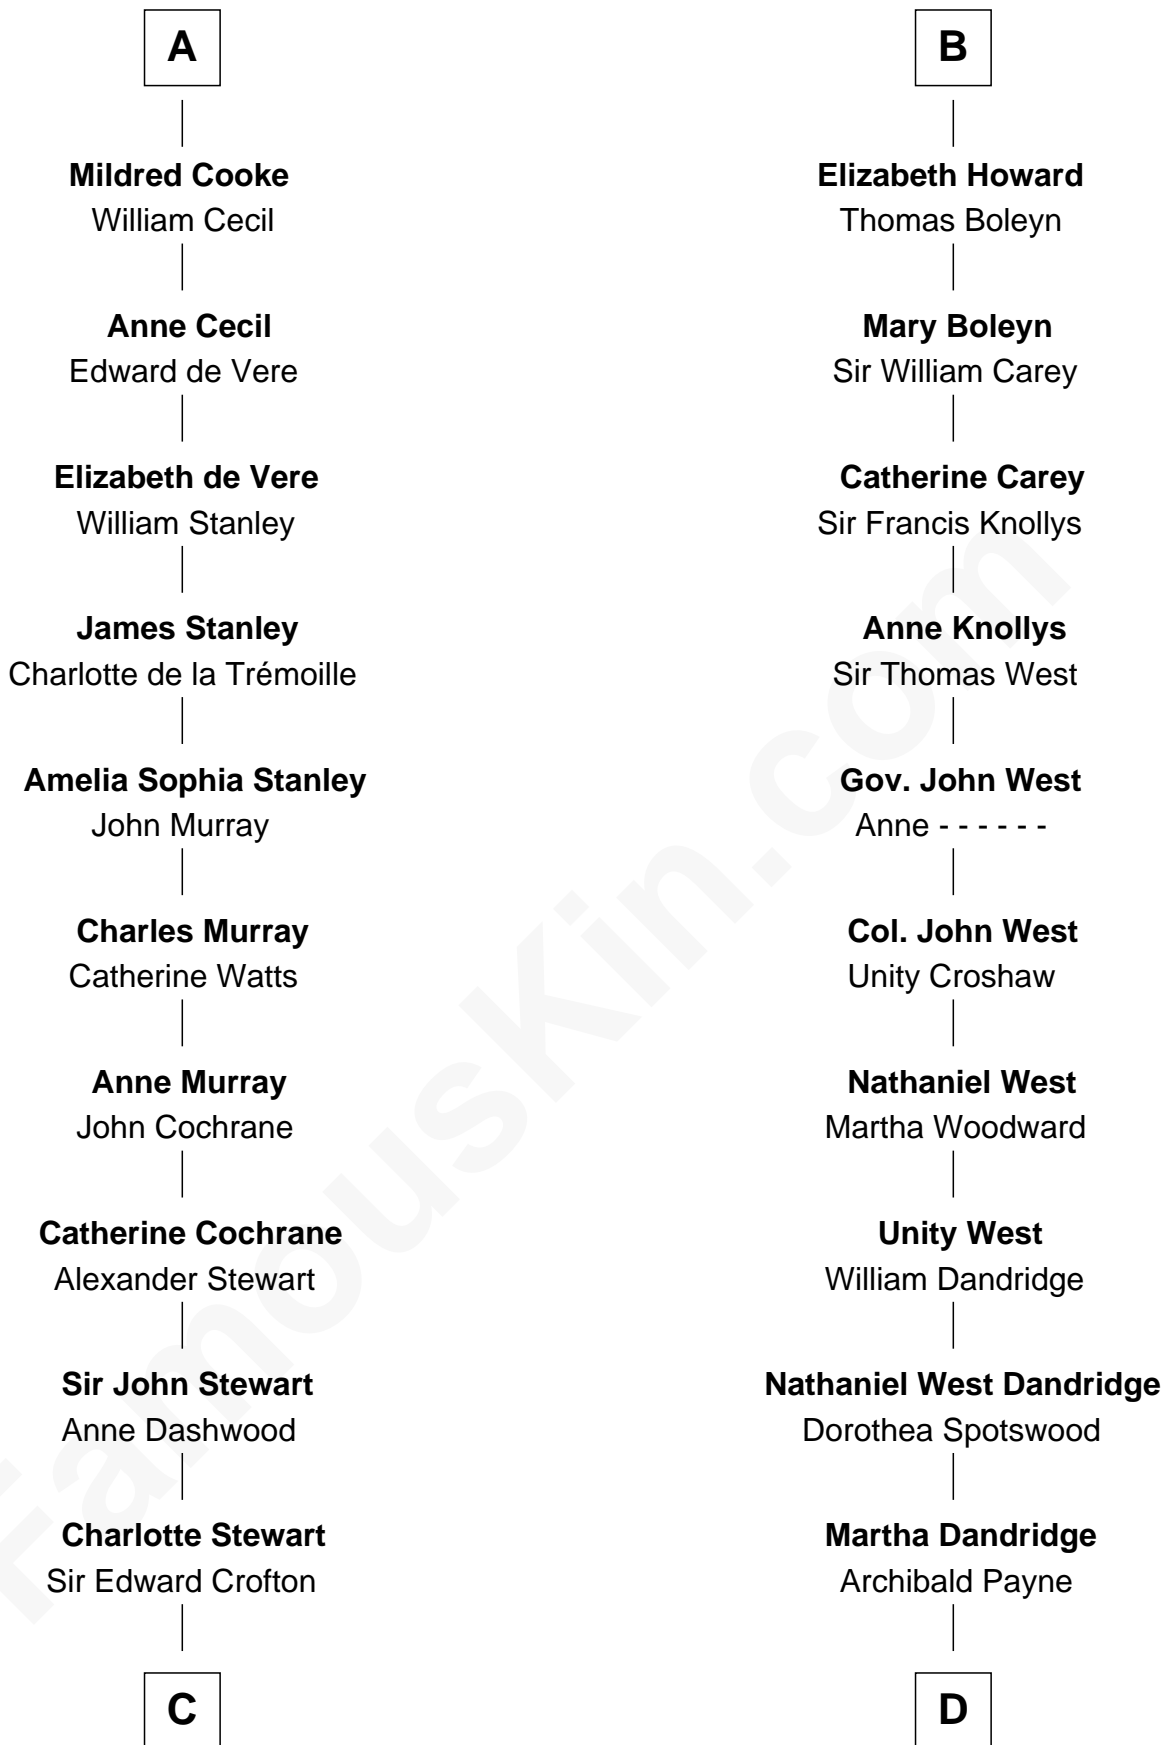 A
Mildred Cooke
William Cecil
Anne Cecil
Edward de Vere
Elizabeth de Vere
William Stanley
James Stanley
Charlotte de la Trémoille
Amelia Sophia Stanley
John Murray
Charles Murray
Catherine Watts
Anne Murray
John Cochrane
Catherine Cochrane
Alexander Stewart
Sir John Stewart
Anne Dashwood
Charlotte Stewart
Sir Edward Crofton
C
B
Elizabeth Howard
Thomas Boleyn
Mary Boleyn
Sir William Carey
Catherine Carey
Sir Francis Knollys
Anne Knollys
Sir Thomas West
Gov. John West
Anne - - - - - -
Col. John West
Unity Croshaw
Nathaniel West
Martha Woodward
Unity West
William Dandridge
Nathaniel West Dandridge
Dorothea Spotswood
Martha Dandridge
Archibald Payne
D
FamousKin.com